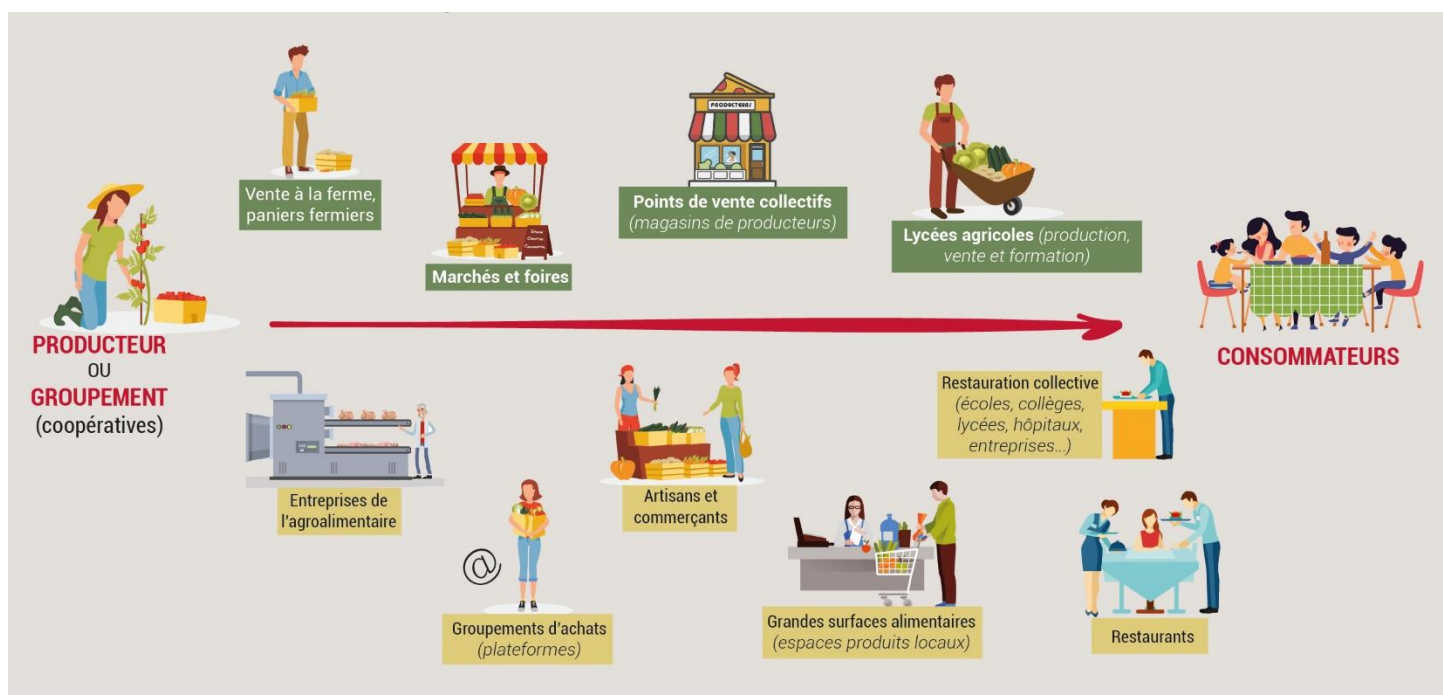 Vente à la ferme,
paniers fermiers
Marchés et foires
PRODUCTEURS
Points de vente collectifs
(magasins de producteurs)
Lycées agricoles (production,
vente et formation)
PRODUCTEUR
OU
GROUPEMENT
(coopératives)
CONSOMMATEURS
Entreprises de
l'agroalimentaire
@
Groupements d'achats
(plateformes)
Artisans et
commerçants
Grandes surfaces alimentaires
(espaces produits locaux)
Restauration collective
(écoles, collèges,
lycées, hôpitaux,
entreprises...)
Restaurants